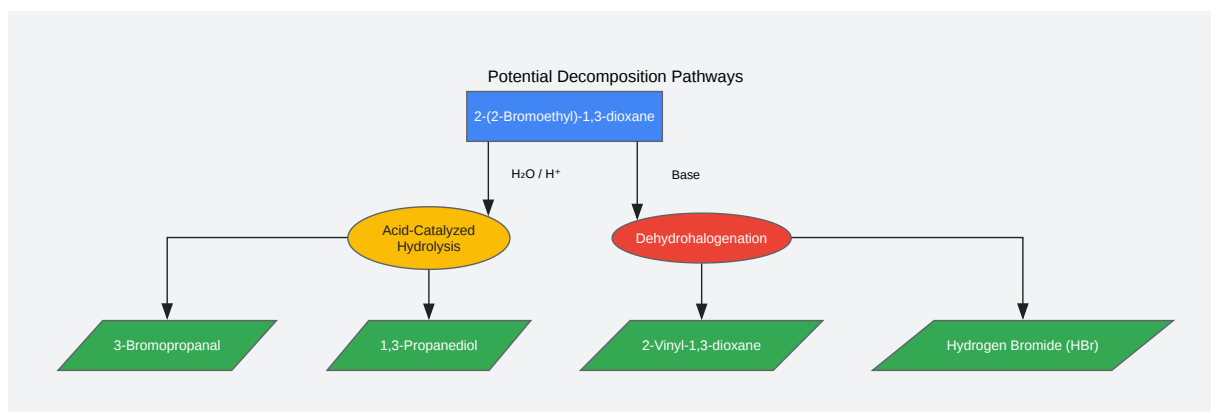 Potential Decomposition Pathways
2-(2-Bromoethyl)-1,3-dioxane
H₂O / H⁺
Base
Acid-Catalyzed
Hydrolysis
Dehydrohalogenation
3-Bromopropanal
1,3-Propanediol
2-Vinyl-1,3-dioxane
Hydrogen Bromide (HBr)